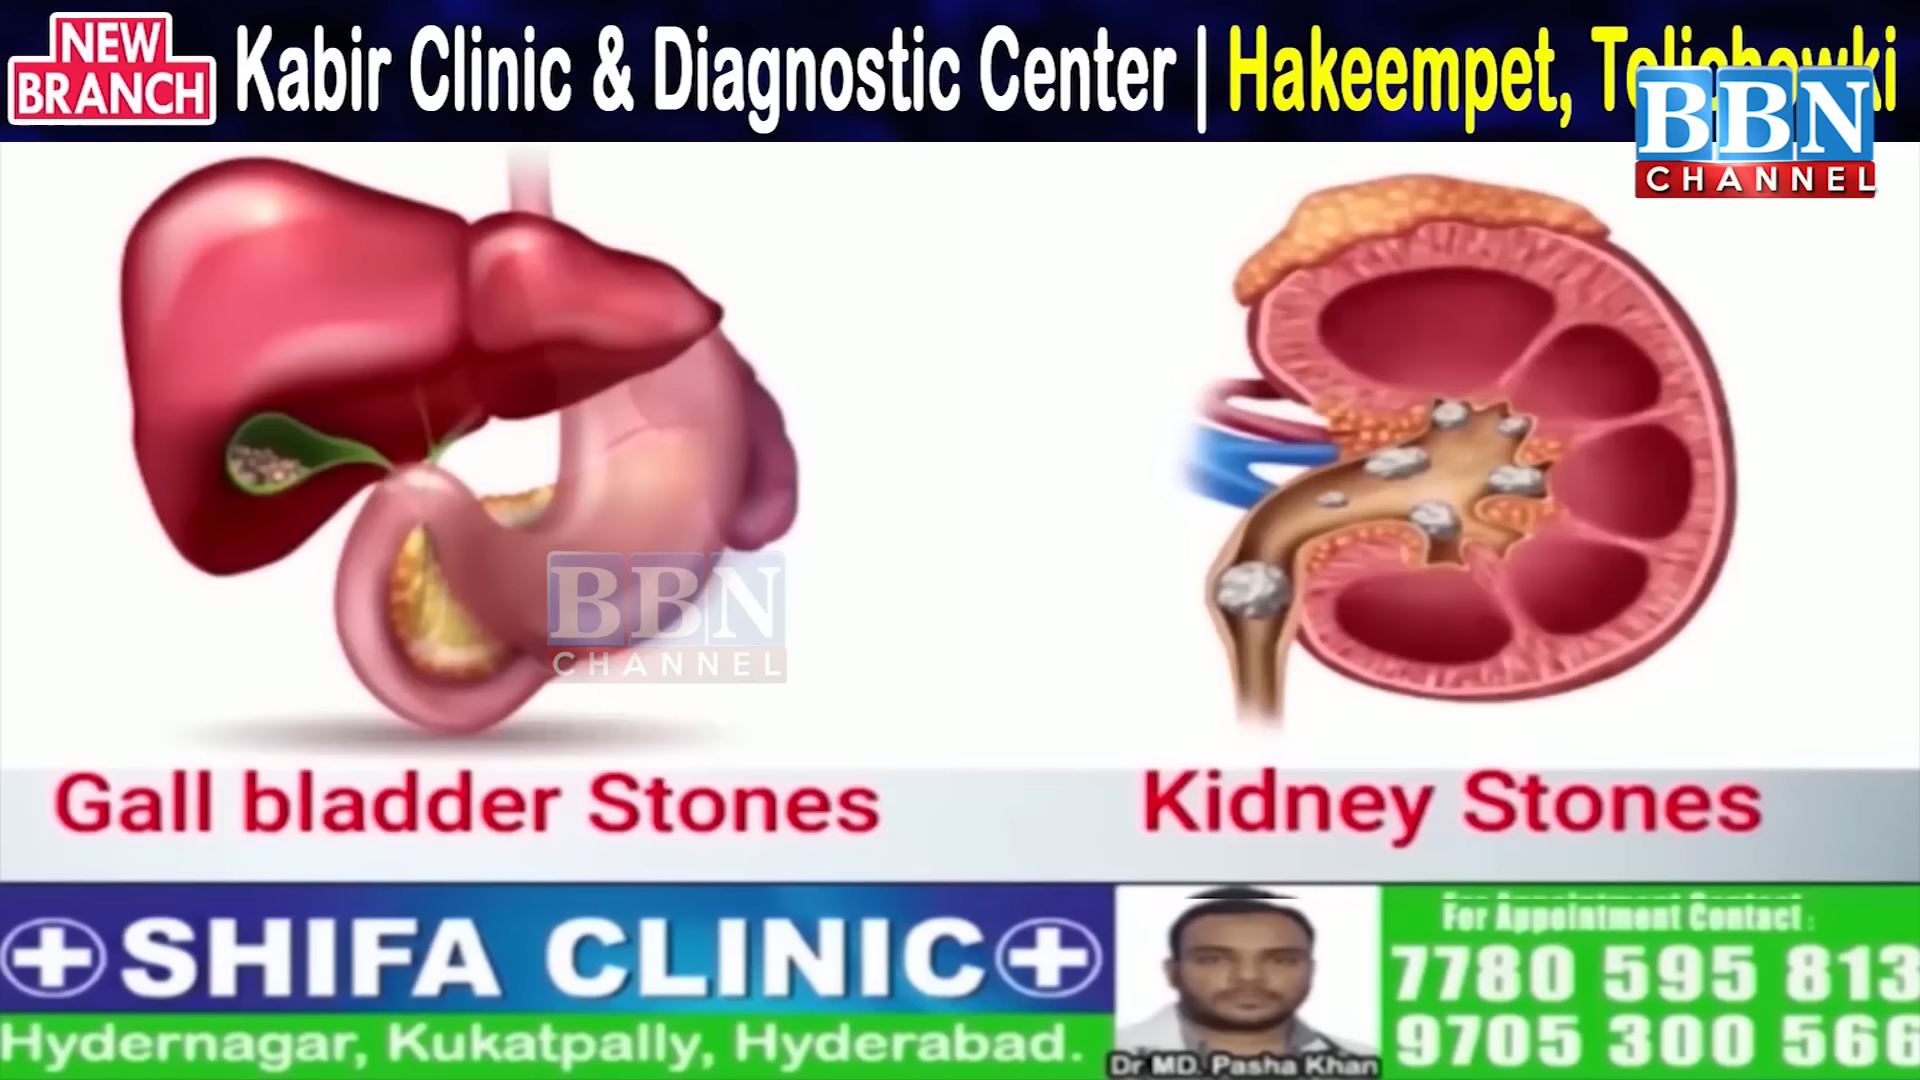 NEW
BRANCH
Kabir Clinic & Diagnostic Center | Hakeempet,
BBN
CHANNEL
BBN
CHANNEL
Gall bladder Stones
Kidney Stones
SHIFA CLINIC
Hydernagar, Kukatpally, Hyderabad.
Dr MD. Pasha Khan
For Appointment Contact :
7780 595 813
9705 300 566